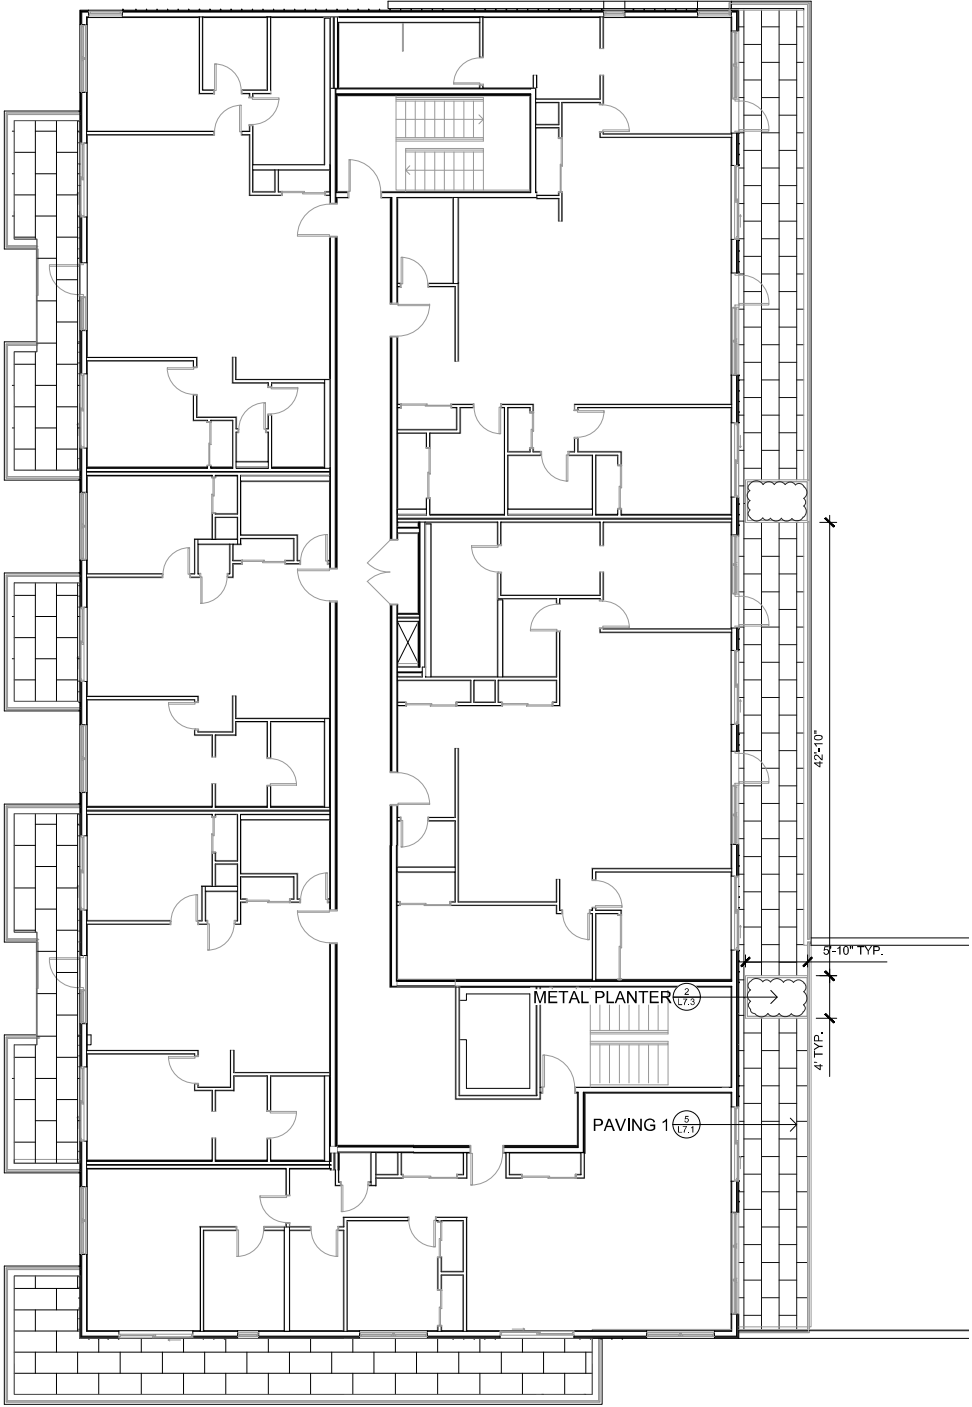 42'-10"
5'-10" TYP.
METAL PLANTER 2
L7.3
4' TYP.
PAVING 1 5
L7.1